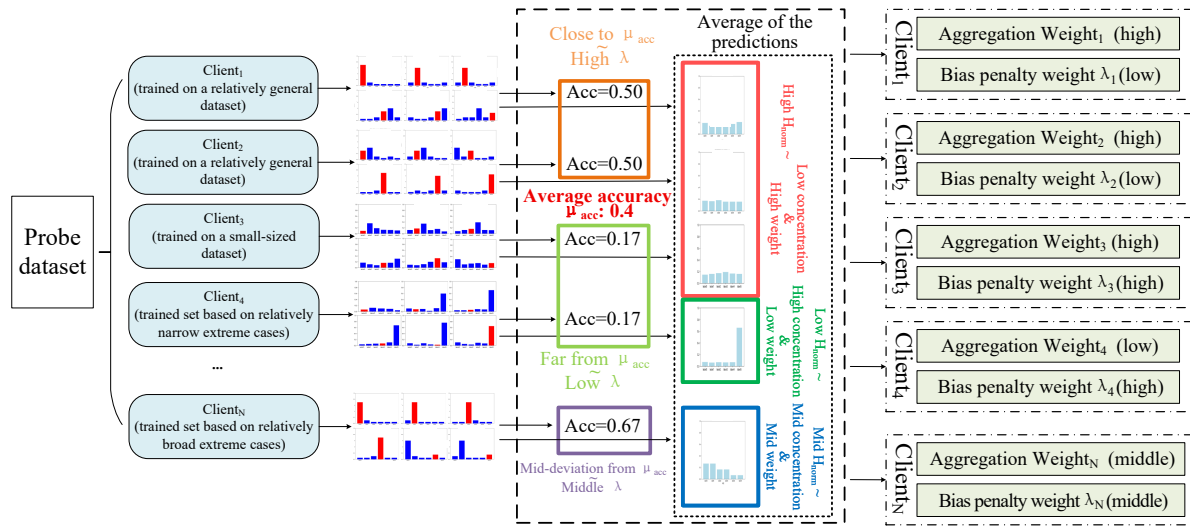 Probe
dataset
Client1
(trained on a relatively general
dataset)
Client2
(trained on a relatively general
dataset)
Client3
(trained on a small-sized
dataset)
Client4
(trained set based on relatively
narrow extreme cases)
...
ClientN
(trained set based on relatively
broad extreme cases)
Close to μacc
~
High λ
Acc=0.50
Acc=0.50
Average accuracy
μacc: 0.4
Acc=0.17
Acc=0.17
Far from μacc
~
Low λ
Acc=0.67
Mid-deviation from μacc
~
Middle λ
Average of the
predictions
High Hnorm ~
Low concentration
&
High weight
Low Hnorm ~
High concentration
&
Low weight
Mid Hnorm ~
Mid concentration
&
Mid weight
Client1
Aggregation Weight1 (high)
Bias penalty weight λ1(low)
Client2
Aggregation Weight2 (high)
Bias penalty weight λ2(low)
Client3
Aggregation Weight3 (high)
Bias penalty weight λ3(high)
Client4
Aggregation Weight4 (low)
Bias penalty weight λ4(high)
ClientN
Aggregation WeightN (middle)
Bias penalty weight λN(middle)